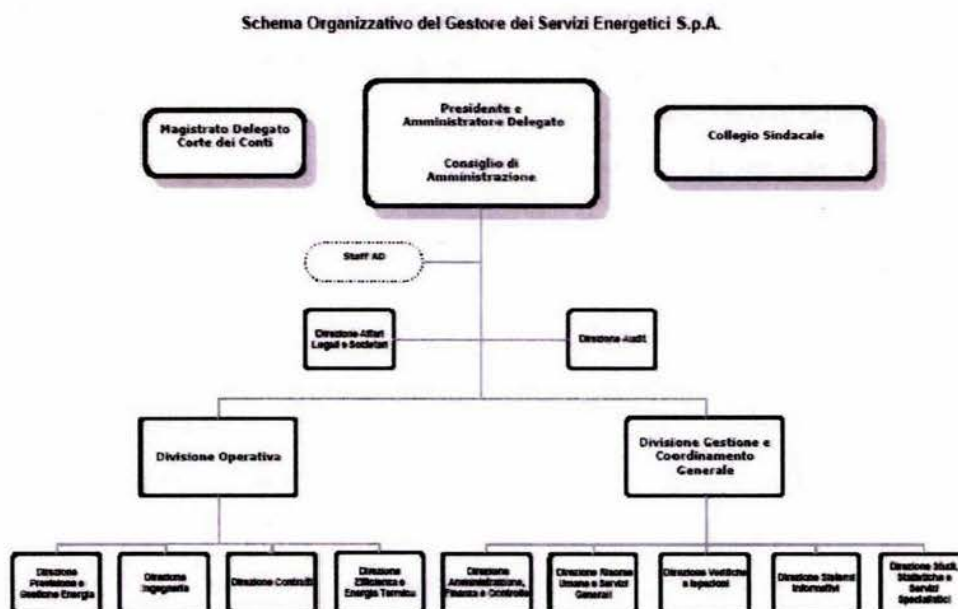 Schema Organizzativo del Gestore dei Servizi Energetici S.p.A.
Magistrato Delegato
Corte dei Conti
Presidente e
Amministratore Delegato
Consiglio di
Amministrazione
Collegio Sindacale
Staff AD
Direzione Affari
Legali e Societari
Direzione Audit
Divisione Operativa
Divisione Gestione e
Coordinamento
Generale
Direzione
Previsione e
Gestione Energia
Direzione
Ingegneria
Direzione Contratti
Direzione
Efficienza e
Energia Termica
Direzione
Amministrazione,
Finanza e Controllo
Direzione Risorse
Umane e Servizi
Generali
Direzione Verifiche
e Ispezioni
Direzione Sistemi
Informativi
Direzione Studi,
Statistiche e
Servizi
Specialistici